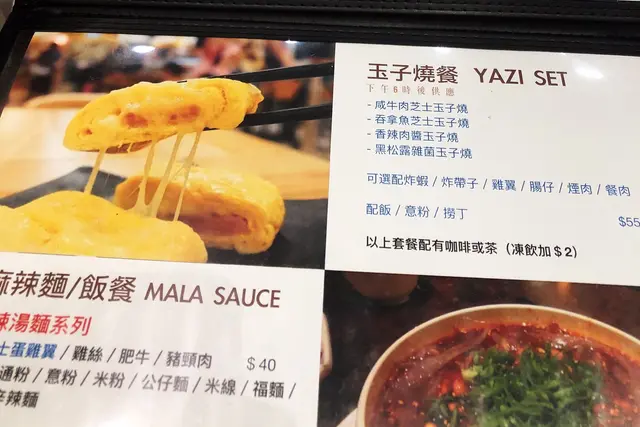 玉子燒餐 YAZI SET
下午6時後供應
- 咸牛肉芝士玉子燒
- 吞拿魚芝士玉子燒
- 香辣肉醬玉子燒
- 黑松露雜菌玉子燒
可選配炸蝦 / 炸帶子 / 雞翼 / 腸仔 / 煙肉 / 餐肉
配飯 / 意粉 / 撈丁
$55
以上套餐配有咖啡或茶 (凍飲加$2)
麻辣麵/飯餐 MALA SAUCE
辣湯麵系列
士蛋雞翼 / 雞絲 / 肥牛 / 豬頸肉 $40
通粉 / 意粉 / 米粉 / 公仔麵 / 米線 / 福麵 /
辣麵